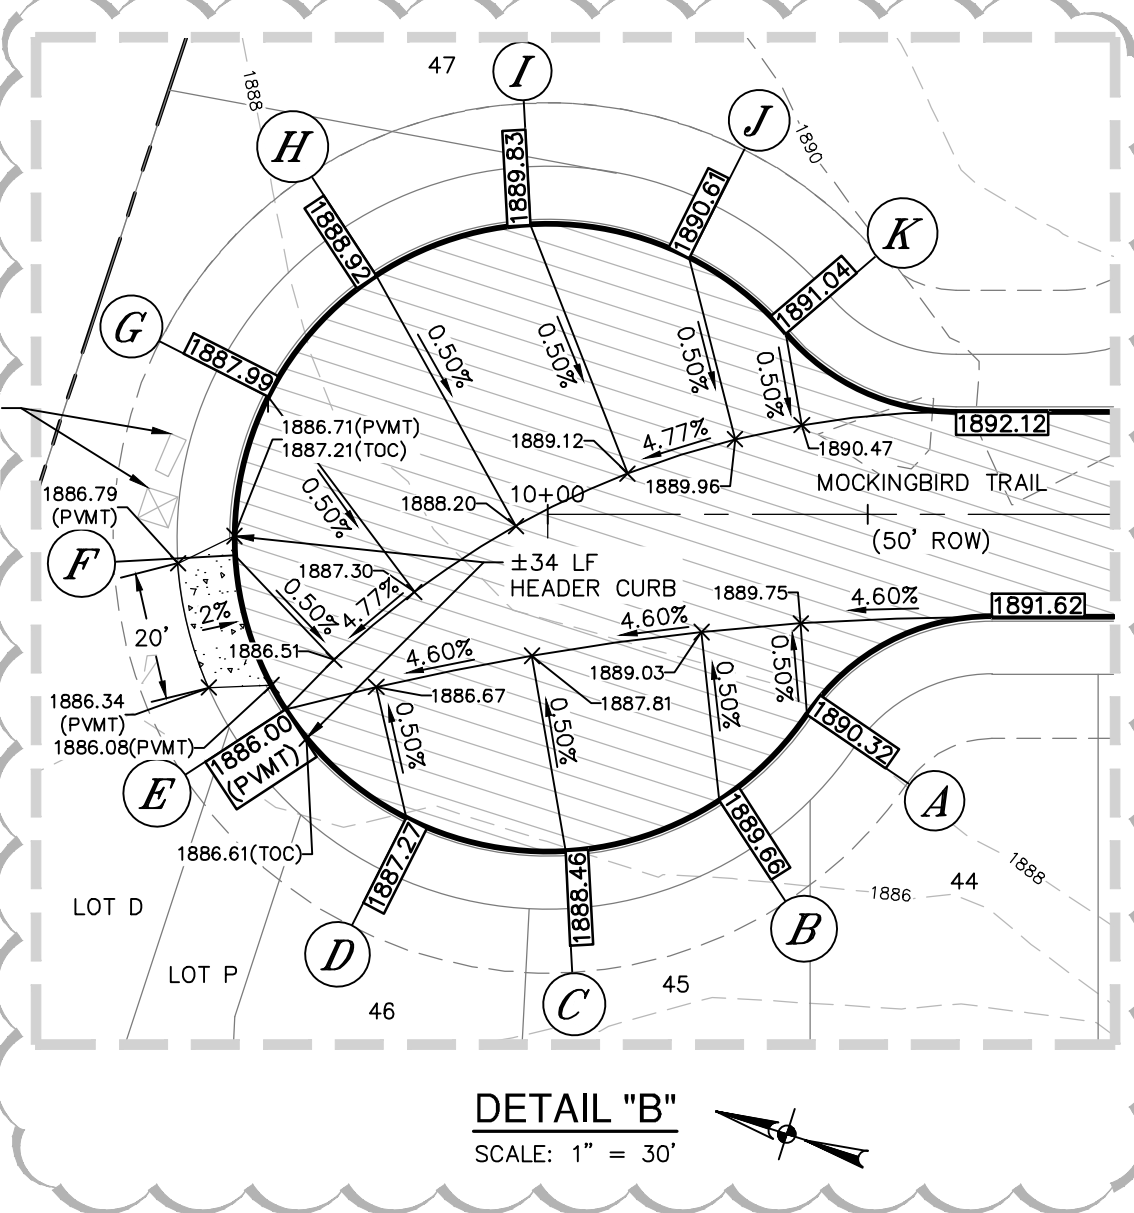 47
I
J
H
K
G
1888
1890
1889.83
1890.61
1888.92
1891.04
1887.99
0.50%
0.50%
0.50%
0.50%
1886.71(PVMT)
1887.21(TOC)
1889.12
4.77%
1890.47
1892.12
1889.96
MOCKINGBIRD TRAIL
(50' ROW)
1886.79
(PVMT)
0.50%
1888.20
10+00
F
±34 LF
HEADER CURB
1887.30
4.77%
0.50%
1889.75
4.60%
1891.62
2%
20'
1886.51
4.60%
4.60%
1889.03
0.50%
1886.34
(PVMT)
1886.08(PVMT)
1886.67
1887.81
0.50%
0.50%
0.50%
1886.00
(PVMT)
1890.32
E
A
1886.61(TOC)
1887.27
1888.46
1889.66
1886
44
1888
LOT D
LOT P
D
C
B
46
45
DETAIL "B"
SCALE: 1" = 30'